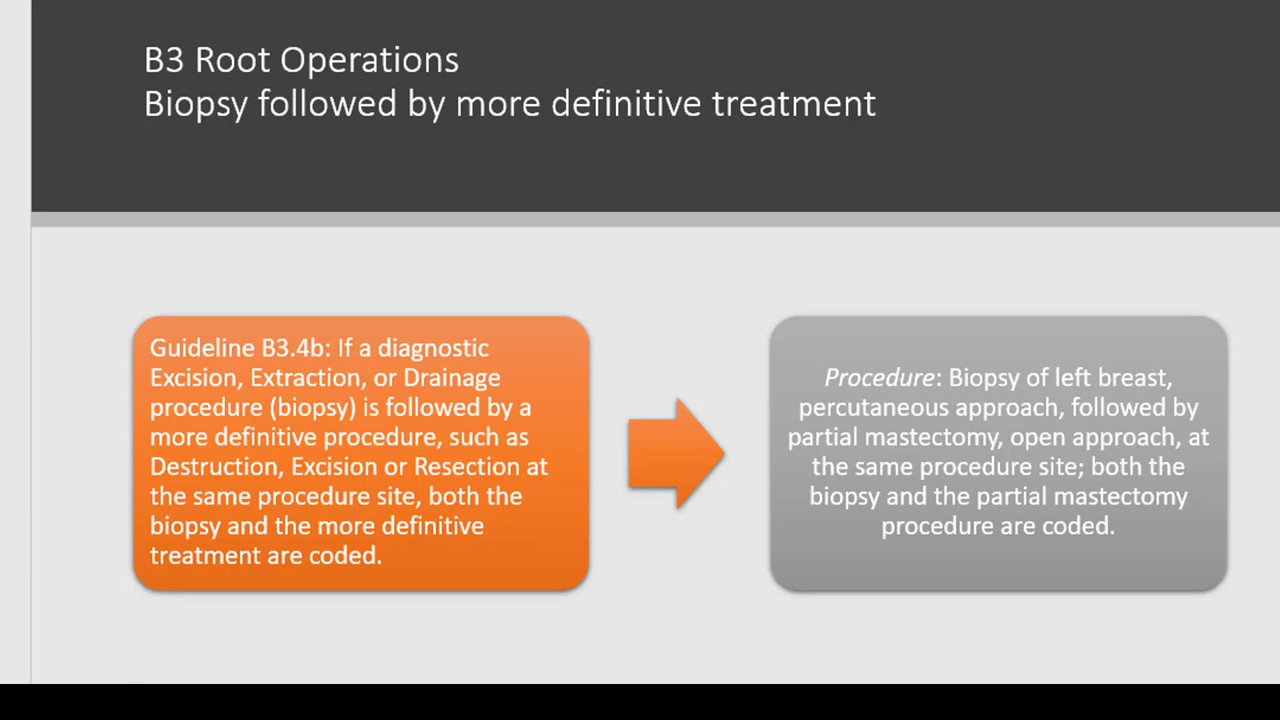 B3 Root Operations
Biopsy followed by more definitive treatment
Guideline B3.4b: If a diagnostic
Excision, Extraction, or Drainage
procedure (biopsy) is followed by a
more definitive procedure, such as
Destruction, Excision or Resection at
the same procedure site, both the
biopsy and the more definitive
treatment are coded.
Procedure: Biopsy of left breast,
percutaneous approach, followed by
partial mastectomy, open approach, at
the same procedure site; both the
biopsy and the partial mastectomy
procedure are coded.